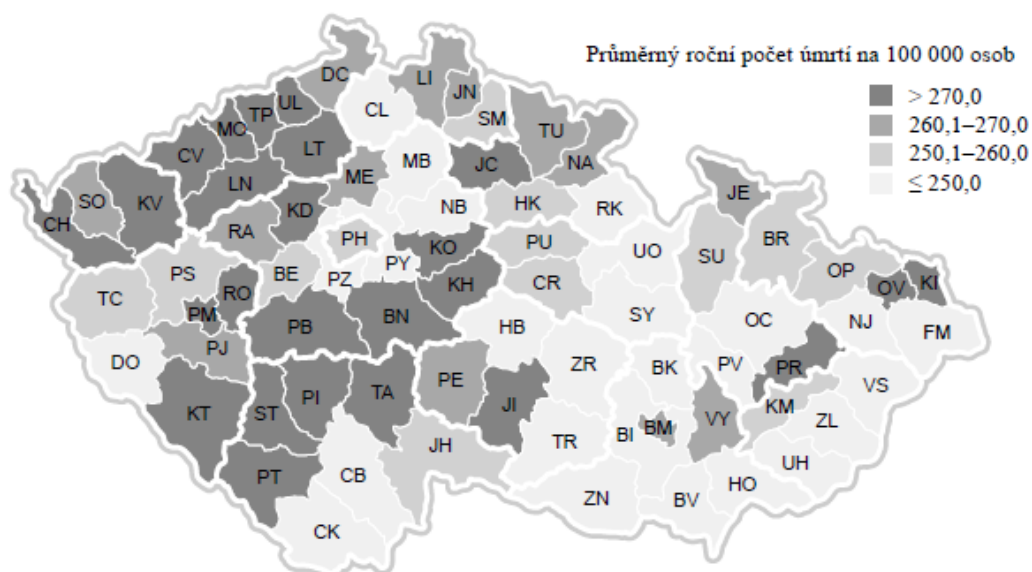 Průměrný roční počet úmrtí na 100 000 osob
> 270,0
260,1–270,0
250,1–260,0
≤ 250,0
DC
LI
JN
SM
TU
NA
UL
TP
MC
CL
CV
LT
MB
JC
LN
ME
HK
RK
JE
SO
KV
CH
KD
NB
RA
PH
KO
PU
UO
SU
BR
OP
OV
KI
PS
BE
PZ
PY
KH
CR
TC
RO
PM
PB
BN
HB
SY
OC
NJ
FM
DO
PJ
ZR
BK
PV
PR
VS
KT
ST
PI
TA
PE
JI
BM
VY
KM
ZL
BI
TR
JH
UH
PT
CB
ZN
BV
HO
CK